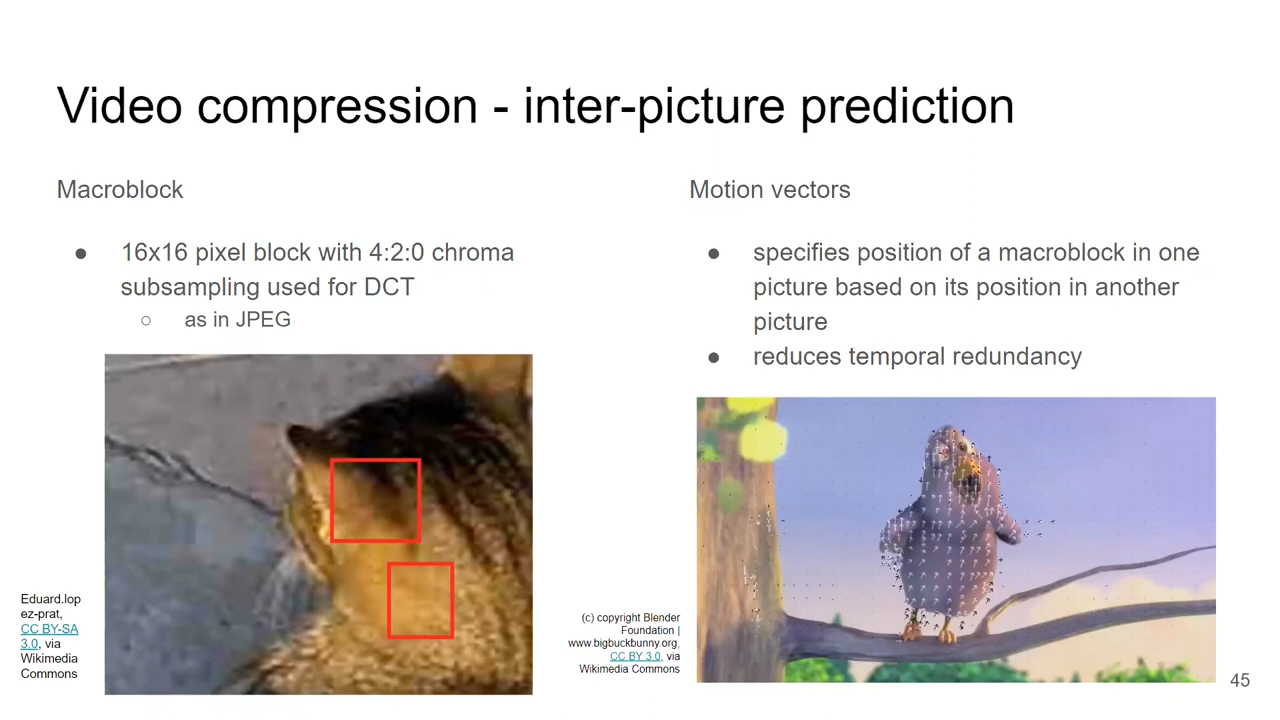 Video compression - inter-picture prediction
Macroblock
● 16x16 pixel block with 4:2:0 chroma
subsampling used for DCT
○ as in JPEG
Eduard.lop
ez-prat,
CC BY-SA
3.0, via
Wikimedia
Commons
Motion vectors
● specifies position of a macroblock in one
picture based on its position in another
picture
● reduces temporal redundancy
(c) copyright Blender
Foundation |
www.bigbuckbunny.org,
CC BY 3.0, via
Wikimedia Commons
45